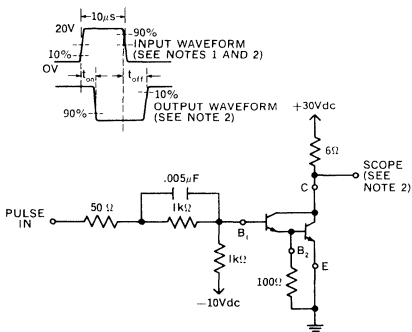 10μs
20V
90%
INPUT WAVEFORM
(SEE NOTES 1 AND 2)
10%
0V
ton
toff
10%
OUTPUT WAVEFORM
(SEE NOTE 2)
90%
+30Vdc
6Ω
SCOPE
(SEE
NOTE 2)
C
.005μF
PULSE
IN
50 Ω
1kΩ
B1
B2
E
1kΩ
100Ω
−10Vdc